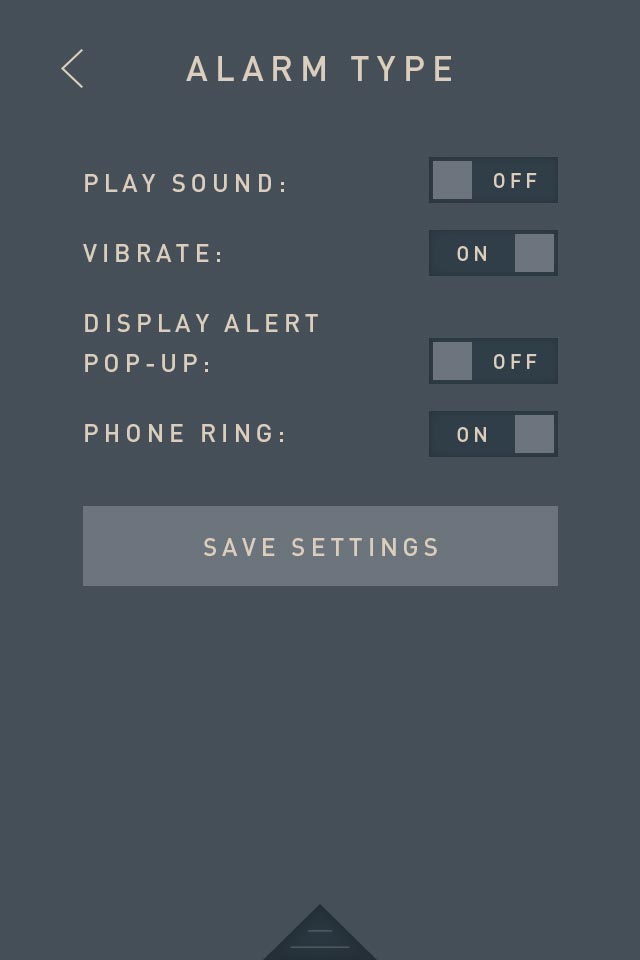 ALARM TYPE
PLAY SOUND: OFF
VIBRATE: ON
DISPLAY ALERT
POP-UP: OFF
PHONE RING: ON
SAVE SETTINGS